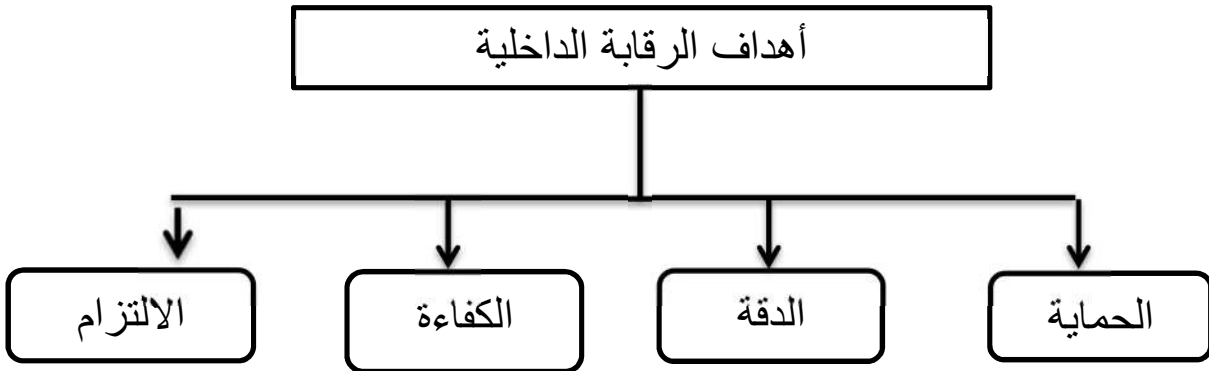 أهداف الرقابة الداخلية
الحماية
الدقة
الكفاءة
الالتزام